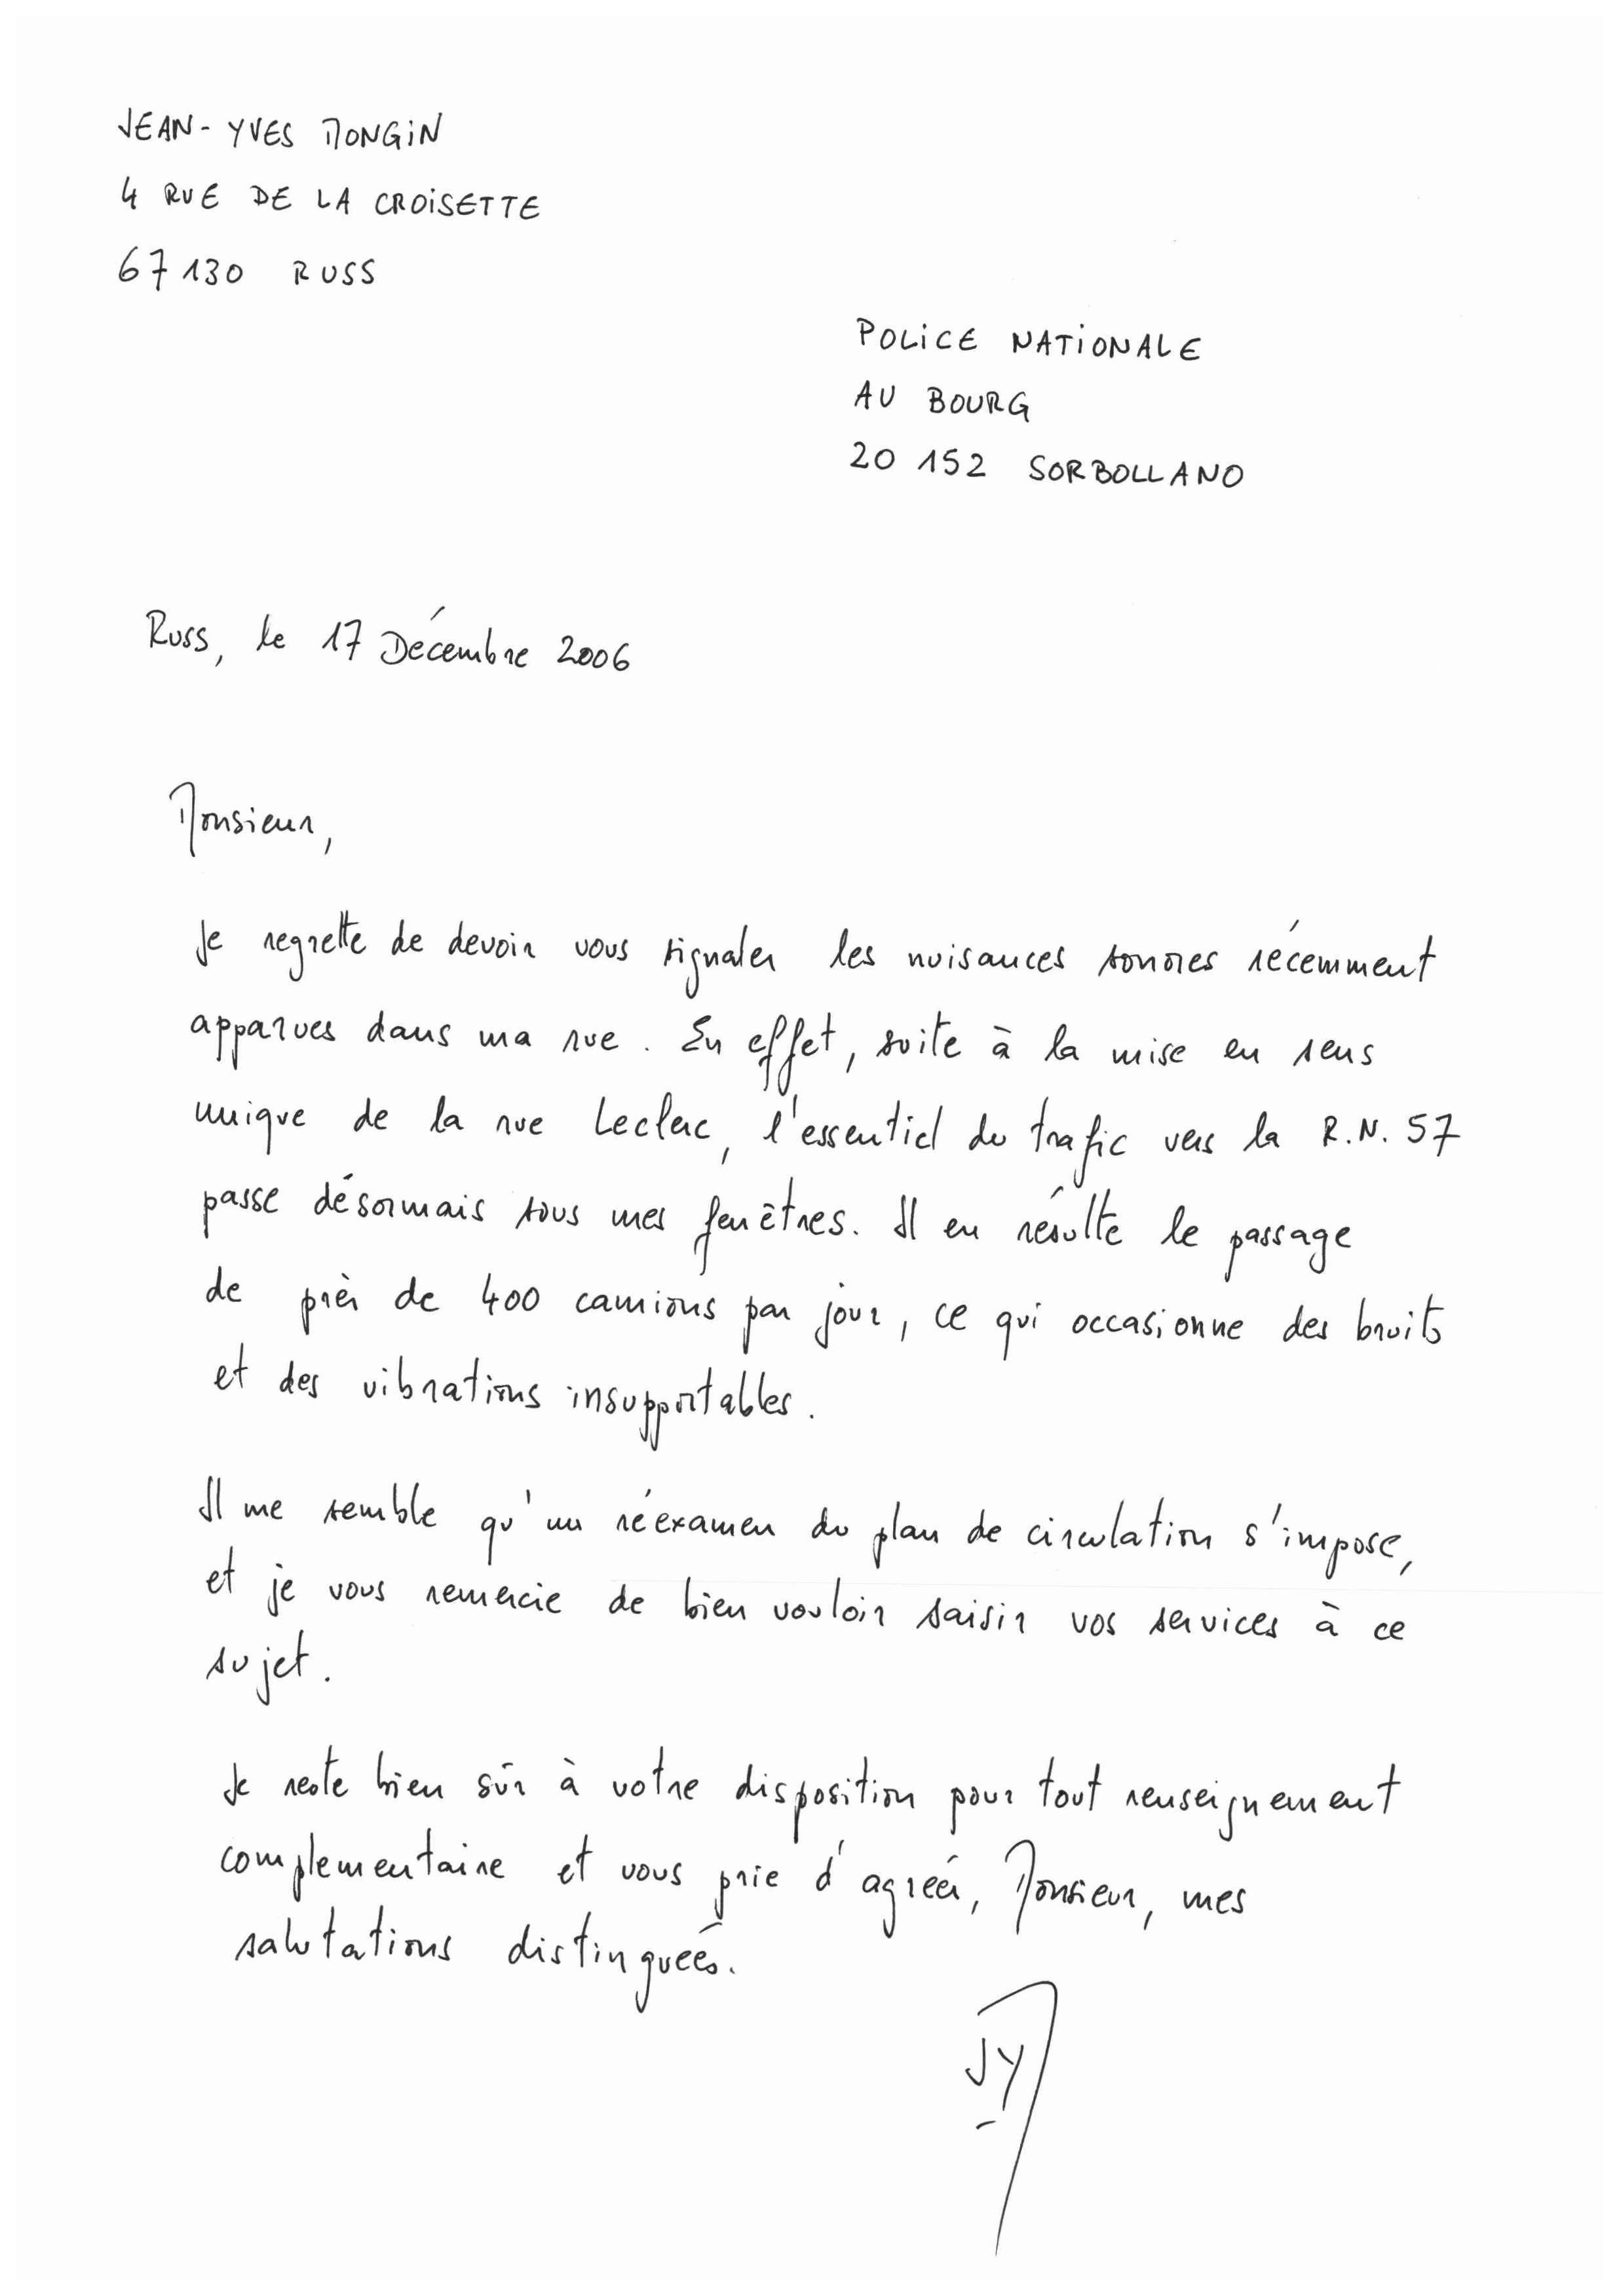 JEAN-YVES MONGIN
4 RUE DE LA CROISETTE
67130 RUSS
POLICE NATIONALE
AU BOURG
20 152 SORBOLLANO
Russ, le 17 Décembre 2006
Monsieur,
Je regrette de devoir vous signaler les nuisances sonores récemment
apparues dans ma rue. En effet, suite à la mise en sens
unique de la rue Leclerc, l'essentiel du trafic vers la R.N. 57
passe désormais sous mes fenêtres. Il en résulte le passage
de près de 400 camions par jour, ce qui occasionne des bruits
et des vibrations insupportables.
Il me semble qu'un réexamen du plan de circulation s'impose,
et je vous remercie de bien vouloir saisir vos services à ce
sujet.
Je reste bien sûr à votre disposition pour tout renseignement
complementaire et vous prie d'agréér, Monsieur, mes
salutations distinguées.
JY